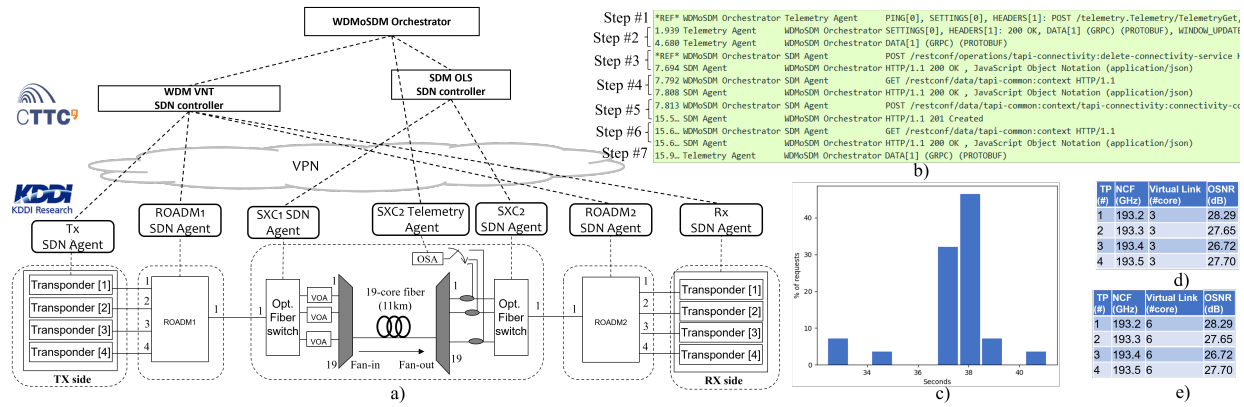 WDMoSDM Orchestrator
WDM VNT
SDN controller
SDM OLS
SDN controller
CTTC
VPN
KDDI
KDDI Research
Tx
SDN Agent
ROADM1
SDN Agent
SXC1 SDN
Agent
SXC2 Telemetry
Agent
SXC2
SDN Agent
ROADM2
SDN Agent
Rx
SDN Agent
Transponder [1]
Transponder [2]
Transponder [3]
Transponder [4]
TX side
1
2
3
4
ROADM1
1
1
Opt.
Fiber
switch
VOA
VOA
VOA
1
19
Fan-in
19-core fiber
(11km)
Fan-out
OSA
1
19
Opt.
Fiber
switch
1
1
ROADM2
1
2
3
4
Transponder [1]
Transponder [2]
Transponder [3]
Transponder [4]
RX side
a)
Step #1
Step #2
Step #3
Step #4
Step #5
Step #6
Step #7
*REF* WDMoSDM Orchestrator Telemetry Agent PING[0], SETTINGS[0], HEADERS[1]: POST /telemetry.Telemetry/TelemetryGet,
1.939 Telemetry Agent WDMoSDM Orchestrator SETTINGS[0], HEADERS[1]: 200 OK, DATA[1] (GRPC) (PROTOBUF), WINDOW_UPDATE
4.680 Telemetry Agent WDMoSDM Orchestrator DATA[1] (GRPC) (PROTOBUF)
*REF* WDMoSDM Orchestrator SDM Agent POST /restconf/operations/tapi-connectivity:delete-connectivity-service H
7.694 SDM Agent WDMoSDM Orchestrator HTTP/1.1 200 OK , JavaScript Object Notation (application/json)
7.792 WDMoSDM Orchestrator SDM Agent GET /restconf/data/tapi-common:context HTTP/1.1
7.808 SDM Agent WDMoSDM Orchestrator HTTP/1.1 200 OK , JavaScript Object Notation (application/json)
7.813 WDMoSDM Orchestrator SDM Agent POST /restconf/data/tapi-common:context/tapi-connectivity:connectivity-co
15.5… SDM Agent WDMoSDM Orchestrator HTTP/1.1 201 Created
15.6… WDMoSDM Orchestrator SDM Agent GET /restconf/data/tapi-common:context HTTP/1.1
15.6… SDM Agent WDMoSDM Orchestrator HTTP/1.1 200 OK , JavaScript Object Notation (application/json)
15.9… Telemetry Agent WDMoSDM Orchestrator DATA[1] (GRPC) (PROTOBUF)
b)
% of requests
40
30
20
10
0
34
36
38
40
Seconds
c)
TP (#) NCF (GHz) Virtual Link (#core) OSNR (dB)
1 193.2 3 28.29
2 193.3 3 27.65
3 193.4 3 26.72
4 193.5 3 27.70
d)
TP (#) NCF (GHz) Virtual Link (#core) OSNR (dB)
1 193.2 6 28.29
2 193.3 6 27.65
3 193.4 6 26.72
4 193.5 6 27.70
e)